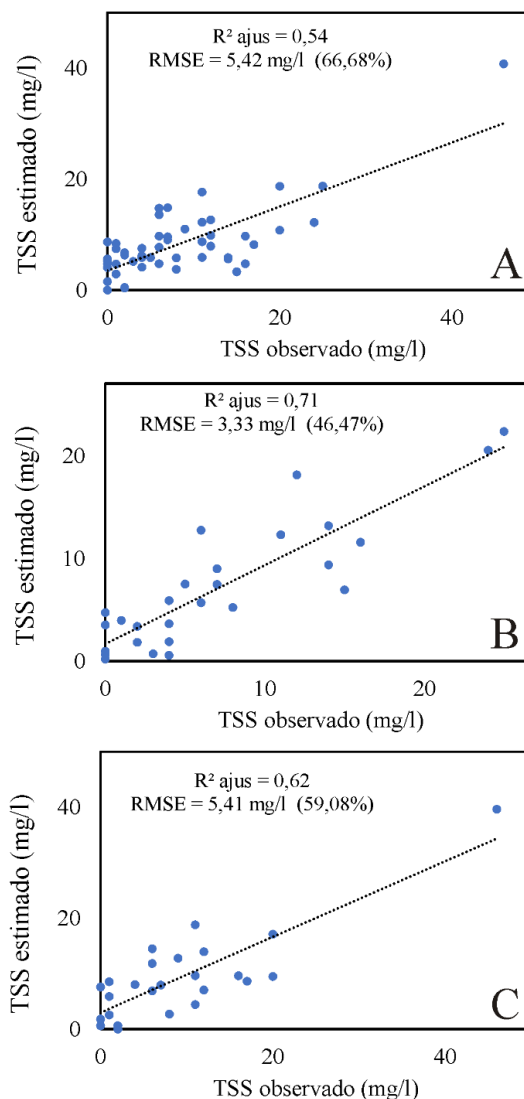 R² ajus = 0,54
RMSE = 5,42 mg/l (66,68%)
40
20
0
TSS estimado (mg/l)
A
0
20
40
TSS observado (mg/l)
R² ajus = 0,71
RMSE = 3,33 mg/l (46,47%)
20
10
0
TSS estimado (mg/l)
B
0
10
20
TSS observado (mg/l)
R² ajus = 0,62
RMSE = 5,41 mg/l (59,08%)
40
20
0
TSS estimado (mg/l)
C
0
20
40
TSS observado (mg/l)